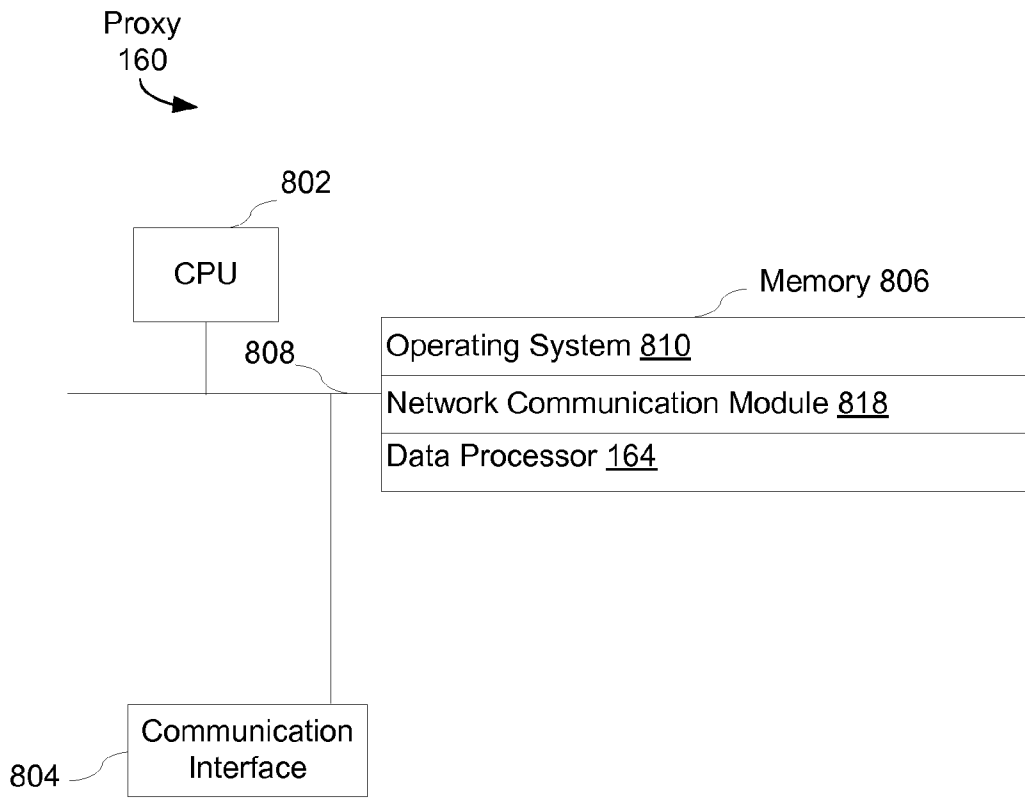 Proxy
160
802
CPU
Memory 806
808
Operating System 810
Network Communication Module 818
Data Processor 164
Communication
Interface
804